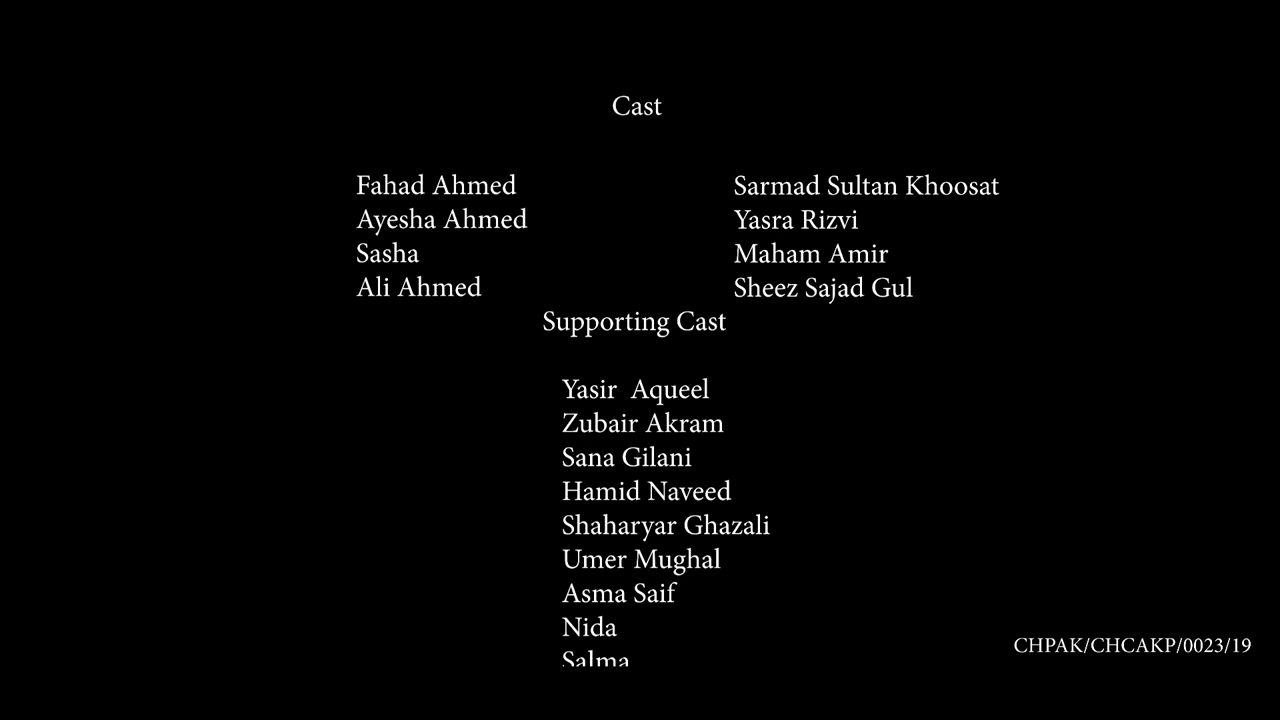 Cast
Fahad Ahmed Sarmad Sultan Khoosat
Ayesha Ahmed Yasra Rizvi
Sasha Maham Amir
Ali Ahmed Sheez Sajad Gul
Supporting Cast
Yasir Aqueel
Zubair Akram
Sana Gilani
Hamid Naveed
Shaharyar Ghazali
Umer Mughal
Asma Saif
Nida
Salma
CHPAK/CHCAKP/0023/19